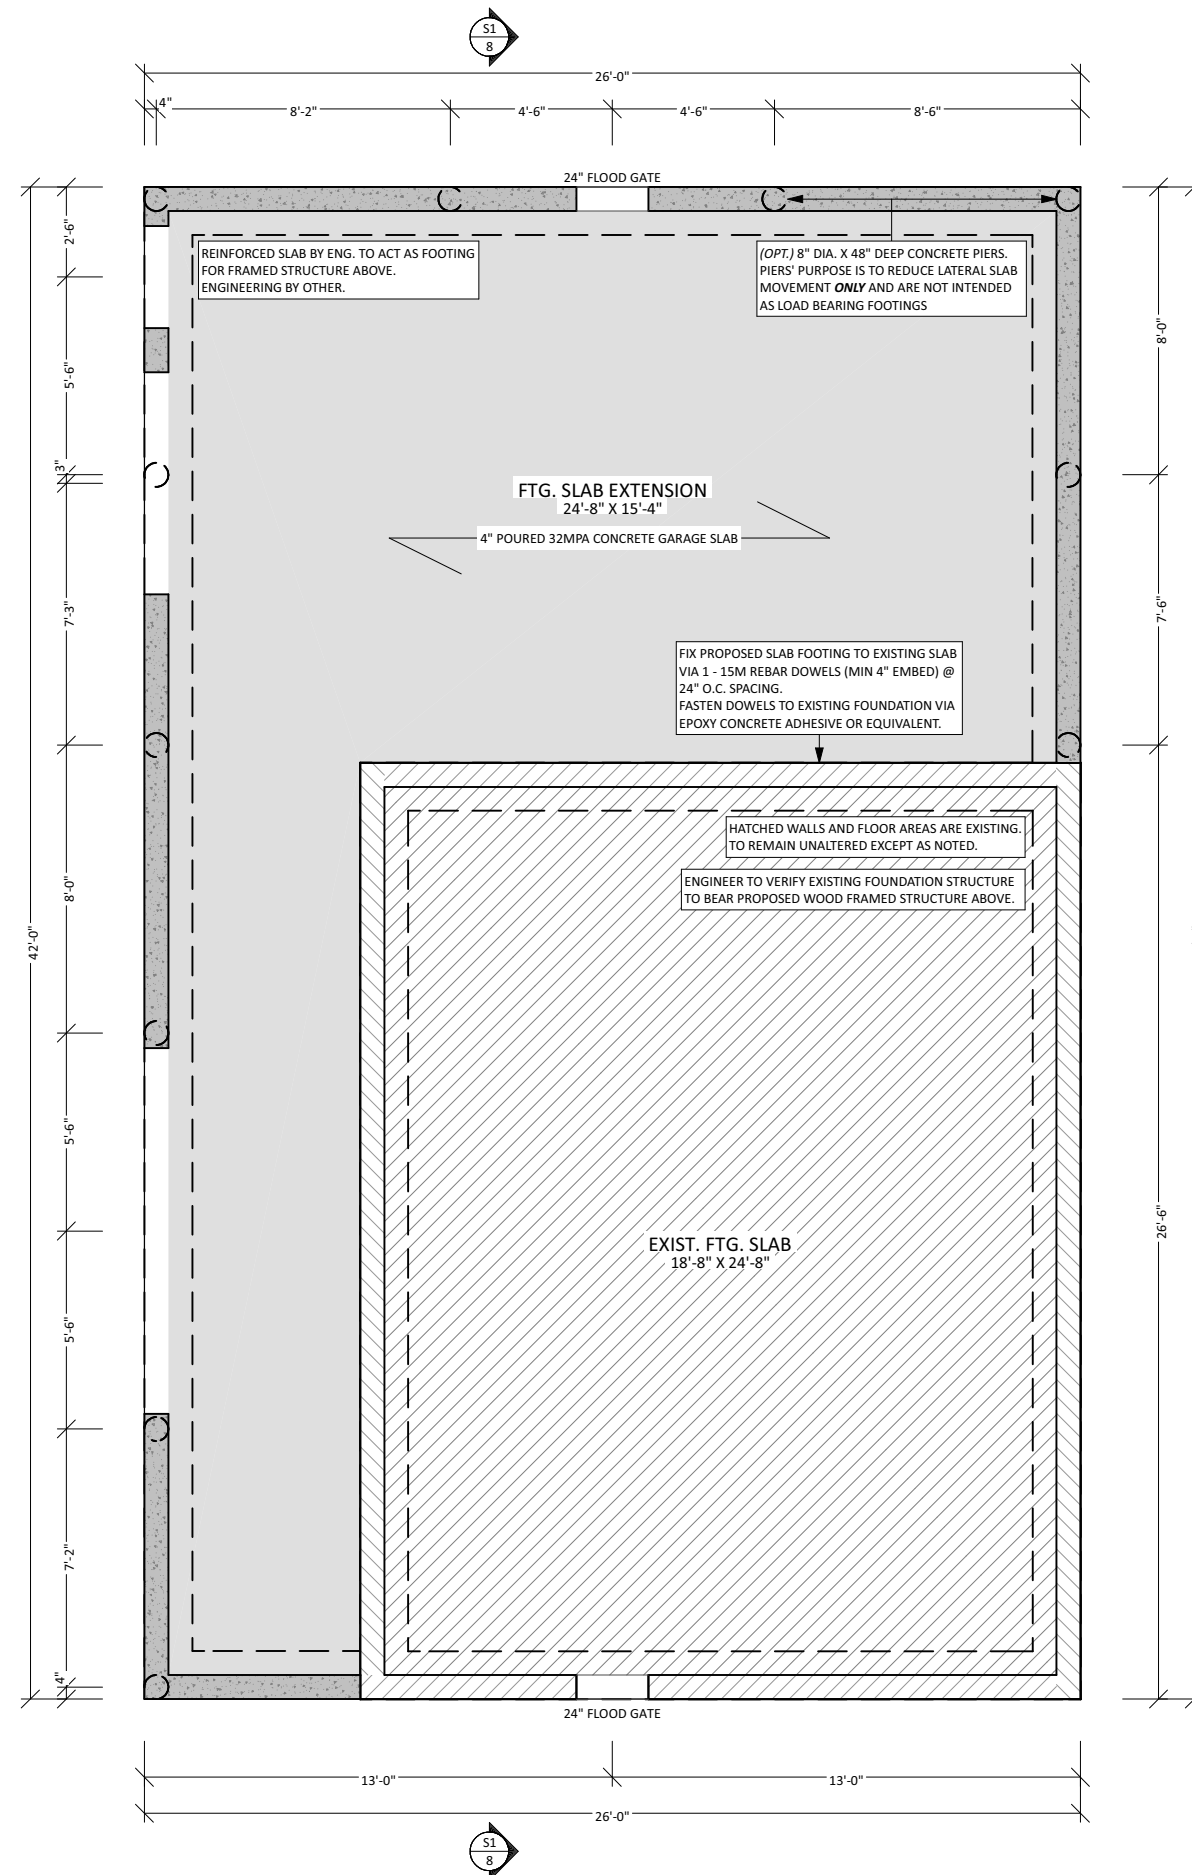 S1
8
26'-0"
4"
8'-2"
4'-6"
4'-6"
8'-6"
24" FLOOD GATE
REINFORCED SLAB BY ENG. TO ACT AS FOOTING
FOR FRAMED STRUCTURE ABOVE.
ENGINEERING BY OTHER.
(OPT.) 8" DIA. X 48" DEEP CONCRETE PIERS.
PIERS' PURPOSE IS TO REDUCE LATERAL SLAB
MOVEMENT ONLY AND ARE NOT INTENDED
AS LOAD BEARING FOOTINGS
2'-6"
5'-6"
3"
7'-3"
8'-0"
5'-6"
5'-6"
7'-2"
4"
42'-0"
FTG. SLAB EXTENSION
24'-8" X 15'-4"
4" POURED 32MPA CONCRETE GARAGE SLAB
FIX PROPOSED SLAB FOOTING TO EXISTING SLAB
VIA 1 - 15M REBAR DOWELS (MIN 4" EMBED) @
24" O.C. SPACING.
FASTEN DOWELS TO EXISTING FOUNDATION VIA
EPOXY CONCRETE ADHESIVE OR EQUIVALENT.
HATCHED WALLS AND FLOOR AREAS ARE EXISTING.
TO REMAIN UNALTERED EXCEPT AS NOTED.
ENGINEER TO VERIFY EXISTING FOUNDATION STRUCTURE
TO BEAR PROPOSED WOOD FRAMED STRUCTURE ABOVE.
EXIST. FTG. SLAB
18'-8" X 24'-8"
8'-0"
7'-6"
26'-6"
24" FLOOD GATE
13'-0"
13'-0"
26'-0"
S1
8